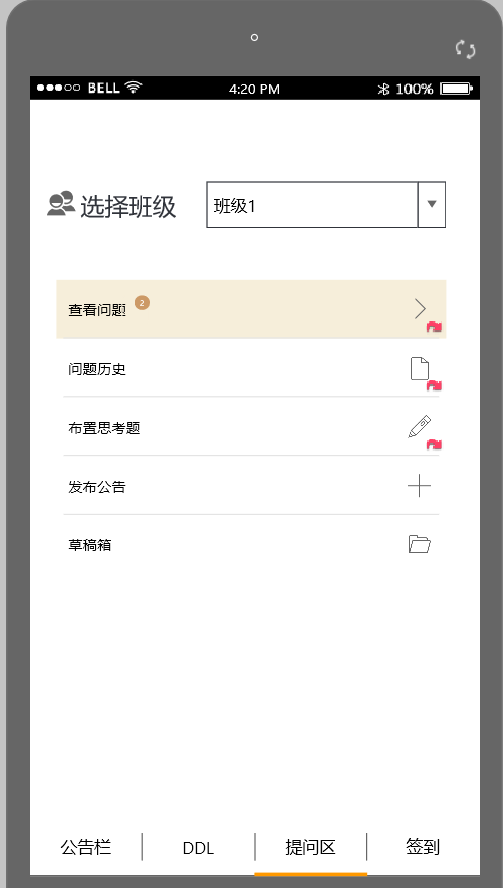 BELL 4:20 PM 100%
选择班级 班级1
查看问题 2
问题历史
布置思考题
发布公告
草稿箱
公告栏 DDL 提问区 签到